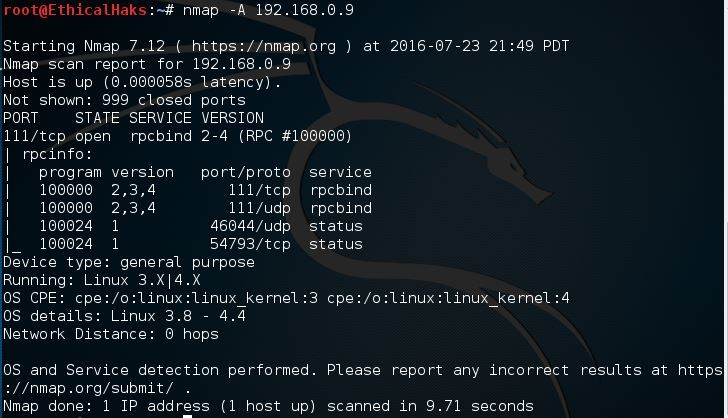 root@EthicalHaks:~# nmap -A 192.168.0.9
Starting Nmap 7.12 ( https://nmap.org ) at 2016-07-23 21:49 PDT
Nmap scan report for 192.168.0.9
Host is up (0.000058s latency).
Not shown: 999 closed ports
PORT    STATE SERVICE VERSION
111/tcp open  rpcbind 2-4 (RPC #100000)
| rpcinfo:
|   program version   port/proto  service
|   100000  2,3,4        111/tcp  rpcbind
|   100000  2,3,4        111/udp  rpcbind
|   100024  1          46044/udp  status
|_  100024  1          54793/tcp  status
Device type: general purpose
Running: Linux 3.X|4.X
OS CPE: cpe:/o:linux:linux_kernel:3 cpe:/o:linux:linux_kernel:4
OS details: Linux 3.8 - 4.4
Network Distance: 0 hops
OS and Service detection performed. Please report any incorrect results at https
://nmap.org/submit/ .
Nmap done: 1 IP address (1 host up) scanned in 9.71 seconds